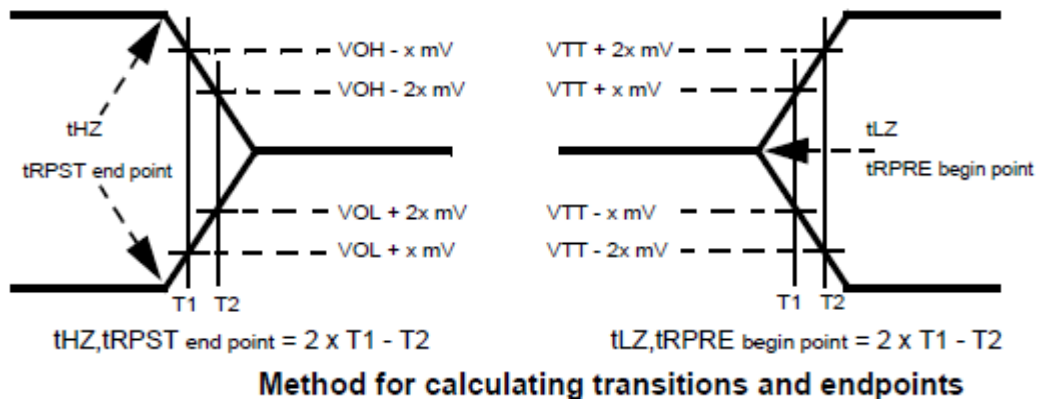 VOH - x mV
VOH - 2x mV
tHZ
tRPST end point
VOL + 2x mV
VOL + x mV
T1 T2
tHZ,tRPST end point = 2 x T1 - T2
VTT + 2x mV
VTT + x mV
tLZ
tRPRE begin point
VTT - x mV
VTT - 2x mV
T1 T2
tLZ,tRPRE begin point = 2 x T1 - T2
Method for calculating transitions and endpoints